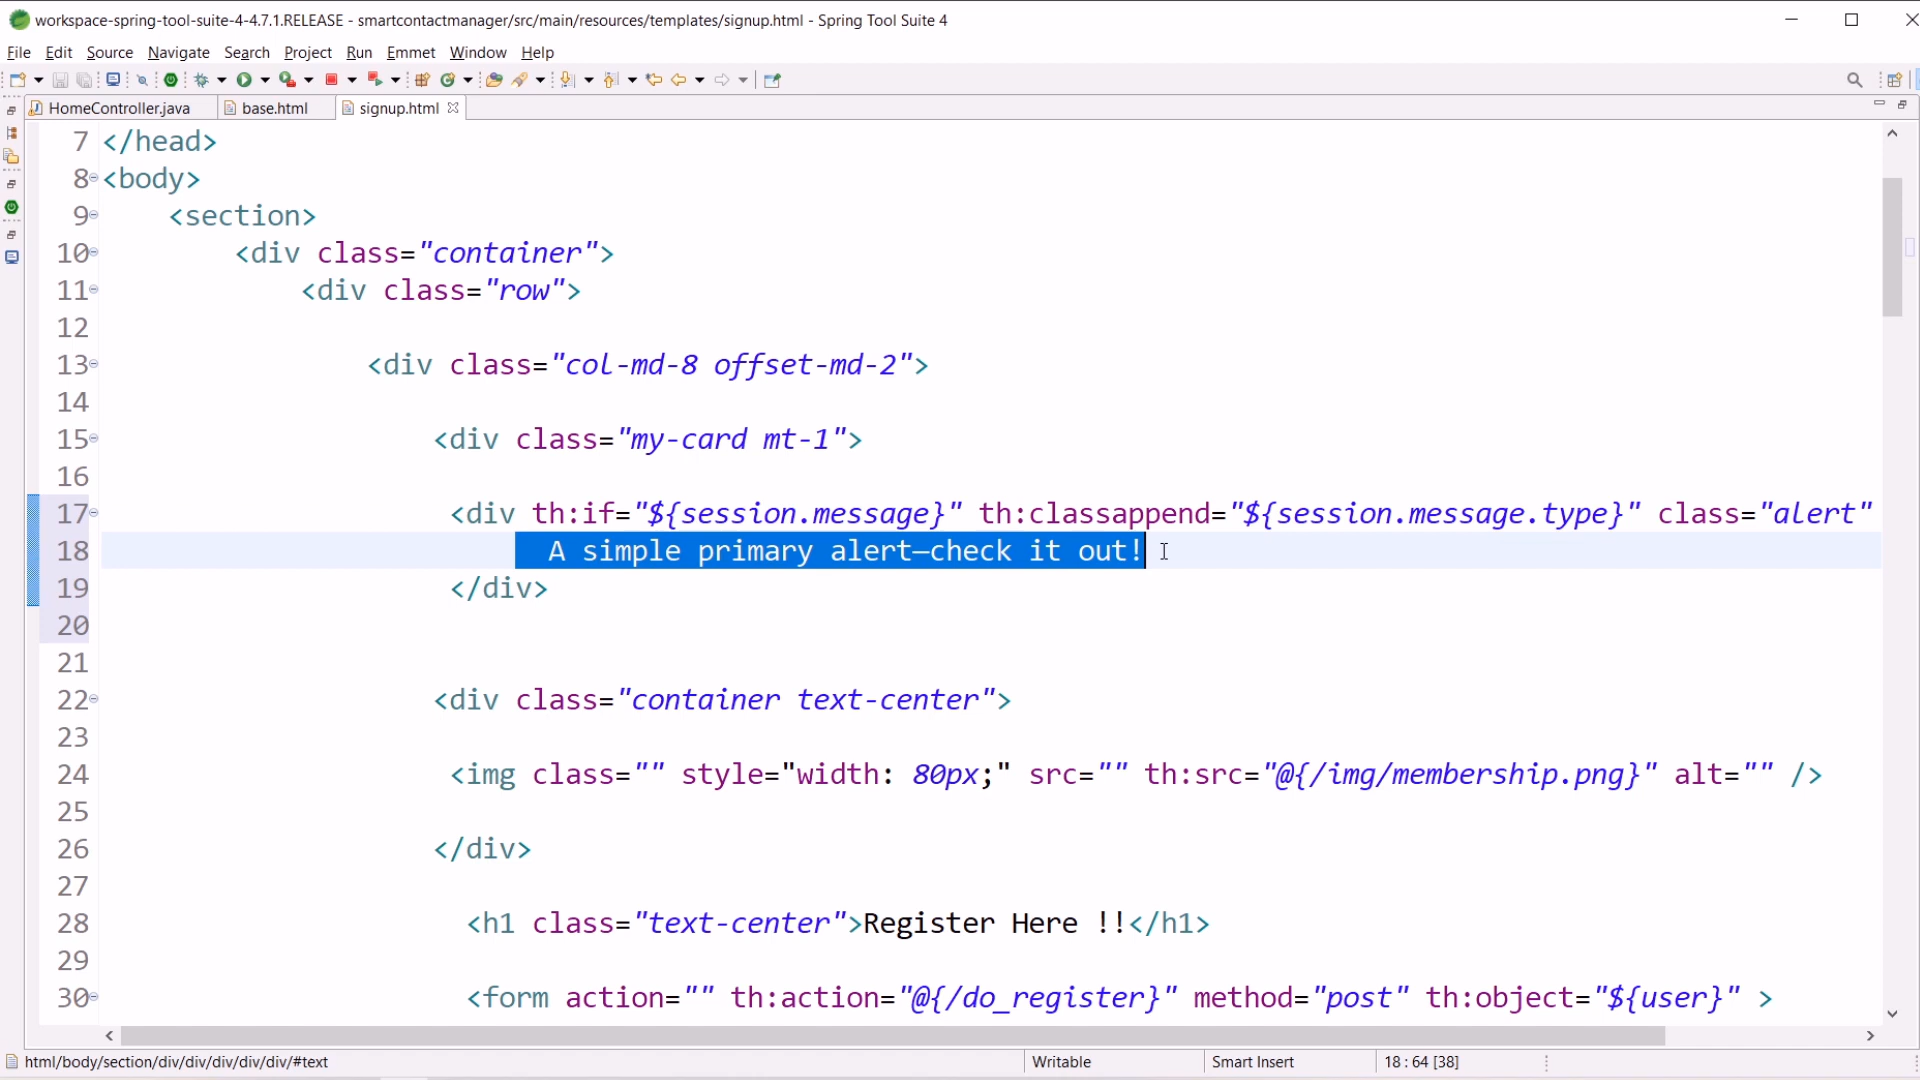 workspace-spring-tool-suite-4-4.7.1.RELEASE - smartcontactmanager/src/main/resources/templates/signup.html - Spring Tool Suite 4
File Edit Source Navigate Search Project Run Emmet Window Help
HomeController.java base.html signup.html
7 </head>
8 <body>
9 <section>
10 <div class="container">
11 <div class="row">
12
13 <div class="col-md-8 offset-md-2">
14
15 <div class="my-card mt-1">
16
17 <div th:if="${session.message}" th:classappend="${session.message.type}" class="alert"
18 A simple primary alert—check it out!
19 </div>
20
21
22 <div class="container text-center">
23
24 <img class="" style="width: 80px;" src="" th:src="@{/img/membership.png}" alt="" />
25
26 </div>
27
28 <h1 class="text-center">Register Here !!</h1>
29
30 <form action="" th:action="@{/do_register}" method="post" th:object="${user}" >
html/body/section/div/div/div/div/div/#text Writable Smart Insert 18 : 64 [38]